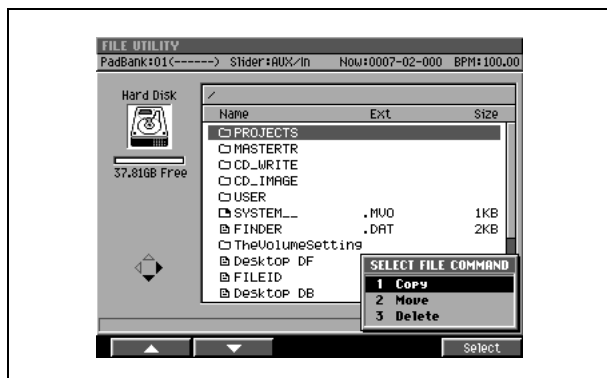 FILE UTILITY
PadBank:01(------) Slider:AUX/In Now:0007-02-000 BPM:100.00
Hard Disk
37.81GB Free
/
Name Ext Size
PROJECTS
MASTERTR
CD_WRITE
CD_IMAGE
USER
SYSTEM__ .MV0 1KB
FINDER .DAT 2KB
TheVolumeSetting
Desktop DF
FILEID
Desktop DB
SELECT FILE COMMAND
1 Copy
2 Move
3 Delete
Select